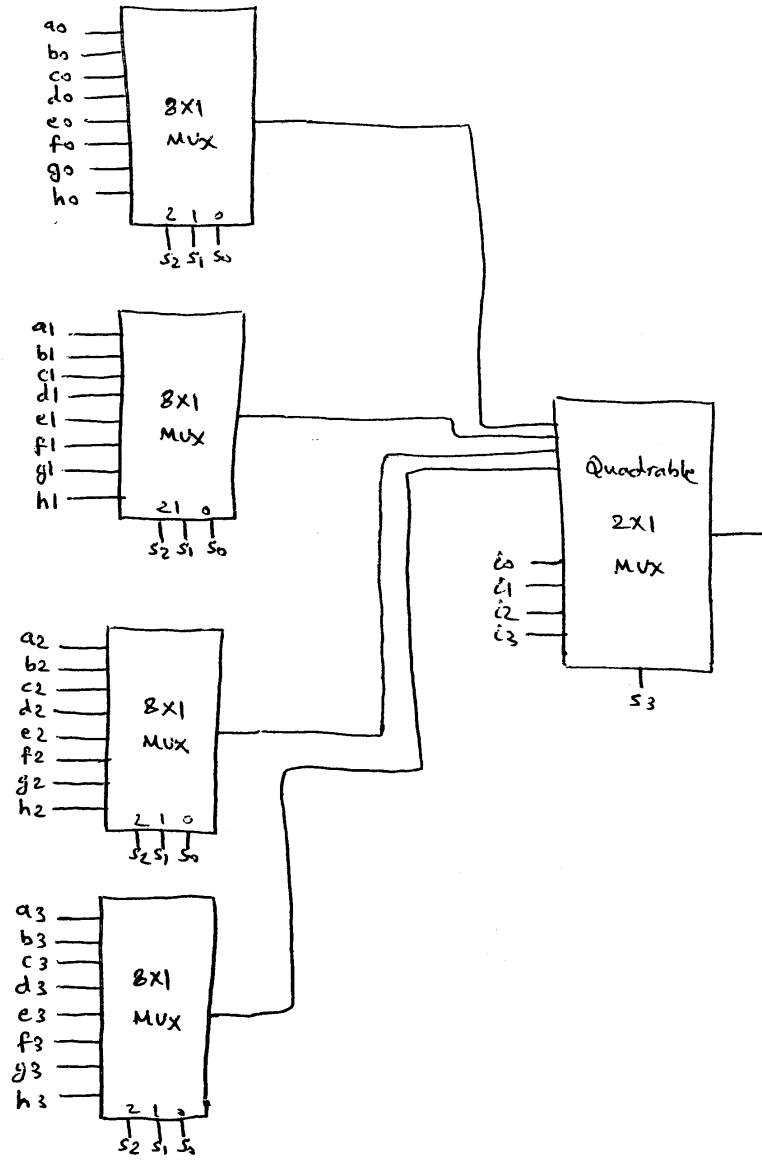 a0
b0
c0
d0
e0
f0
g0
h0
8X1
MUX
2 1 0
S2 S1 S0
a1
b1
c1
d1
e1
f1
g1
h1
8X1
MUX
2 1 0
S2 S1 S0
a2
b2
c2
d2
e2
f2
g2
h2
8X1
MUX
2 1 0
S2 S1 S0
a3
b3
c3
d3
e3
f3
g3
h3
8X1
MUX
2 1 0
S2 S1 S0
Quadrable
2X1
MUX
i0
i1
i2
i3
S3